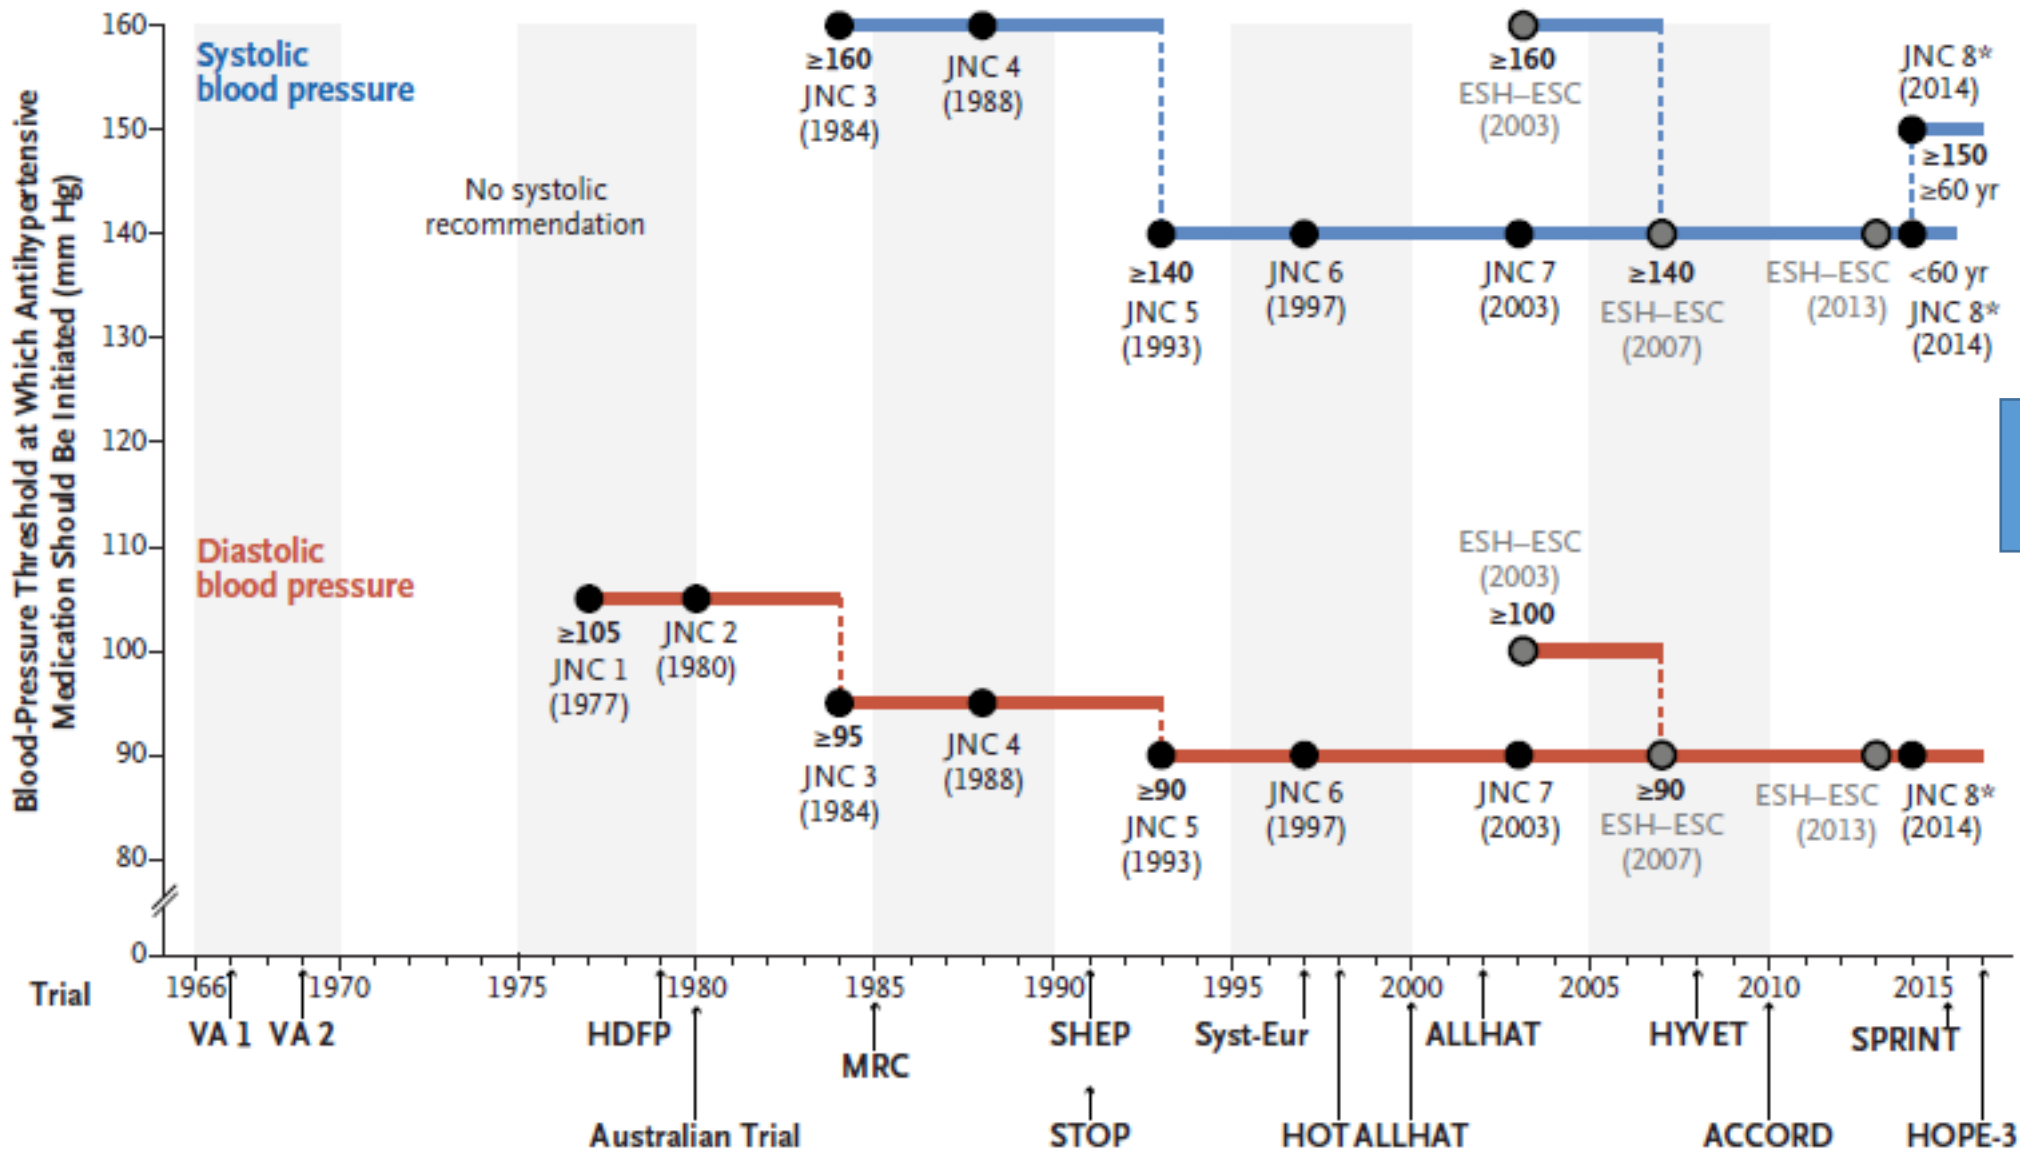 Blood-Pressure Threshold at Which Antihypertensive
Medication Should Be Initiated (mm Hg)
160
150
140
130
120
110
100
90
80
0
Systolic
blood pressure
No systolic
recommendation
≥160
JNC 3
(1984)
JNC 4
(1988)
≥140
JNC 5
(1993)
JNC 6
(1997)
JNC 7
(2003)
≥160
ESH–ESC
(2003)
≥140
ESH–ESC
(2007)
ESH–ESC
(2013)
JNC 8*
(2014)
≥150
≥60 yr
<60 yr
JNC 8*
(2014)
Diastolic
blood pressure
≥105
JNC 1
(1977)
JNC 2
(1980)
≥95
JNC 3
(1984)
JNC 4
(1988)
≥90
JNC 5
(1993)
JNC 6
(1997)
JNC 7
(2003)
ESH–ESC
(2003)
≥100
≥90
ESH–ESC
(2007)
ESH–ESC
(2013)
JNC 8*
(2014)
Trial
1966 1970 1975 1980 1985 1990 1995 2000 2005 2010 2015
VA 1 VA 2 HDFP SHEP Syst-Eur ALLHAT HYVET SPRINT
MRC
Australian Trial STOP HOT ALLHAT ACCORD HOPE-3